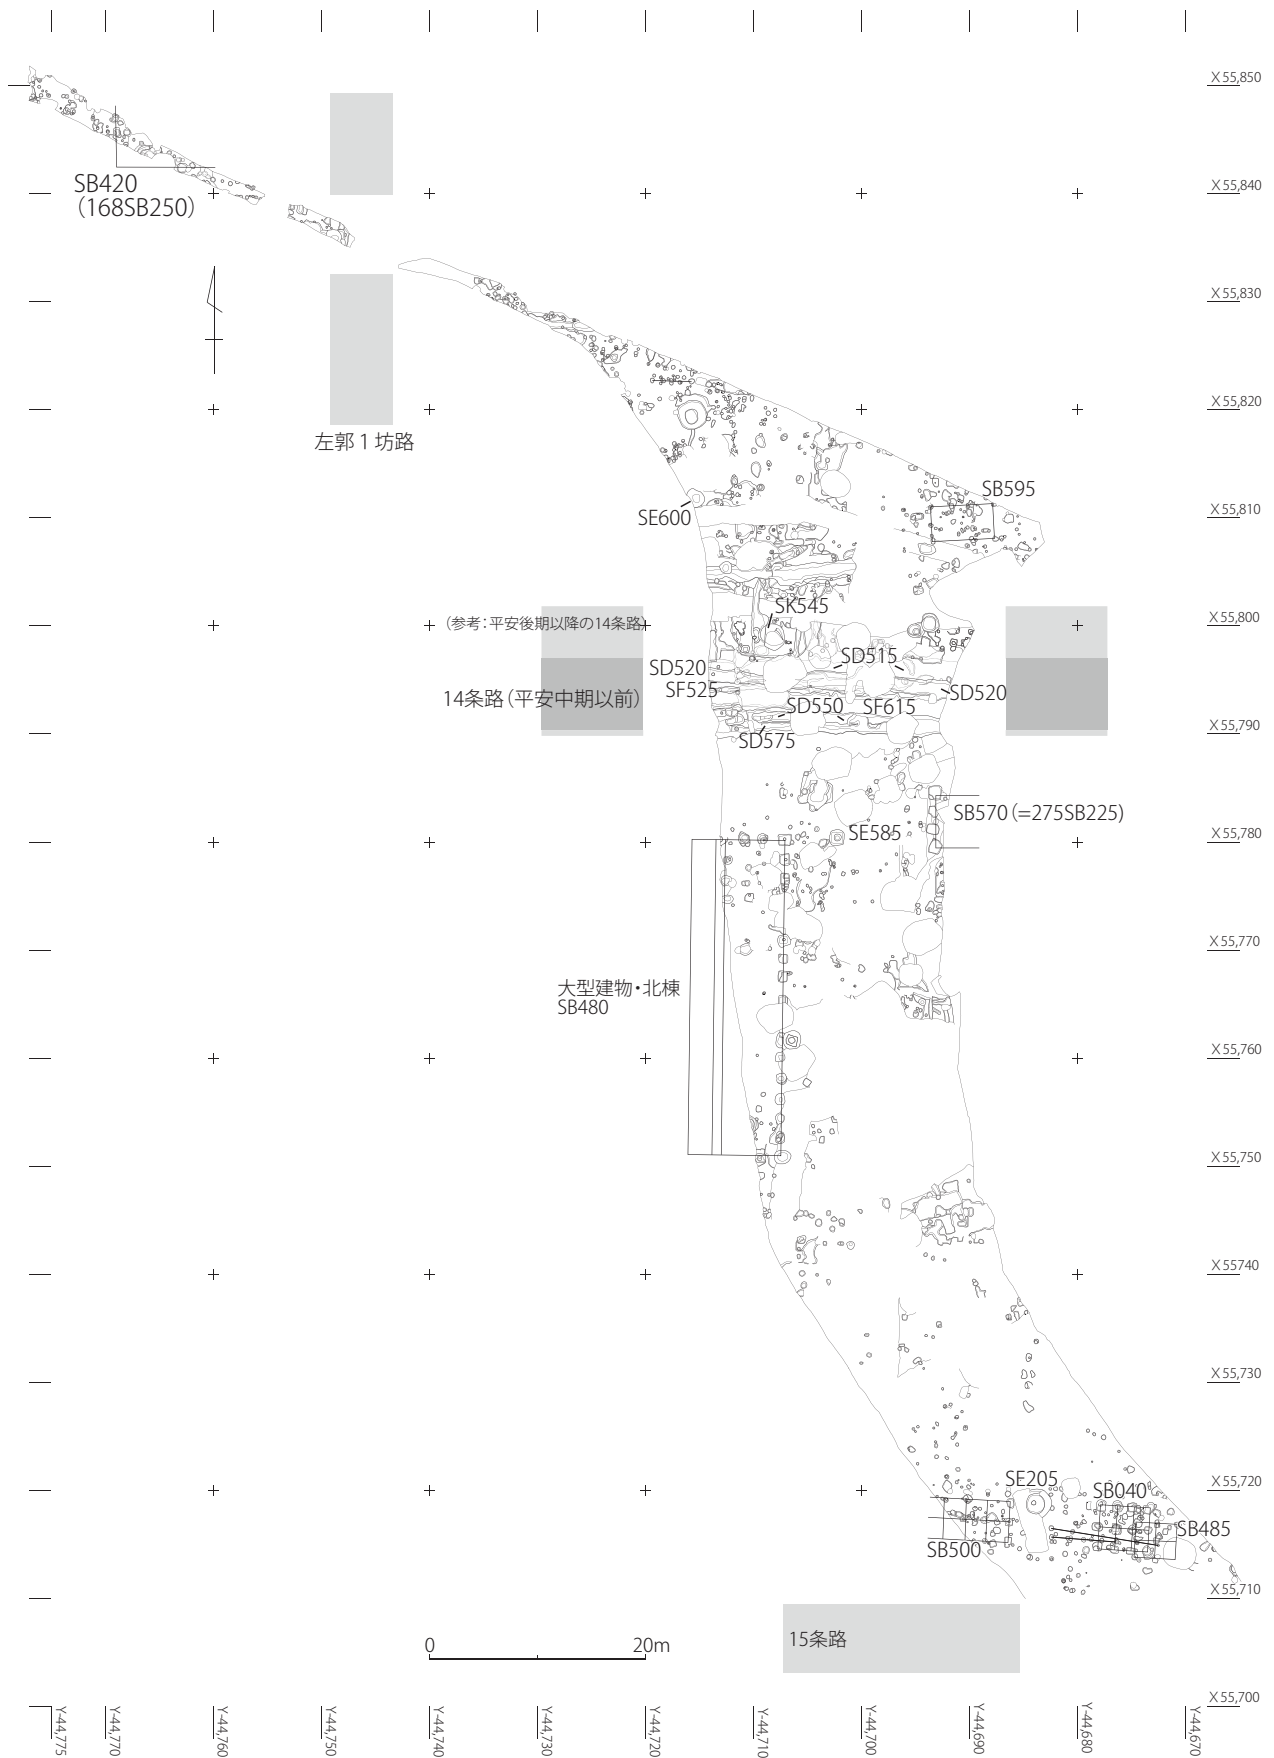 X 55,850
SB420
（168SB250）
X 55,840
X 55,830
X 55,820
左郭１坊路
SB595
SE600
X 55,810
SK545
（参考：平安後期以降の14条路）
X 55,800
SD515
SD520
SF525
SD520
14条路（平安中期以前）
SD550
SF615
SD575
X 55,790
SB570（=275SB225)
SE585
X 55,780
X 55,770
大型建物・北棟
SB480
X 55,760
X 55,750
X 55740
X 55,730
SE205
X 55,720
SB040
SB485
SB500
X 55,710
15条路
0
20m
X 55,700
Y-44,775
Y-44,770
Y-44,760
Y-44,750
Y-44,740
Y-44,730
Y-44,720
Y-44,710
Y-44,700
Y-44,690
Y-44,680
Y-44,670